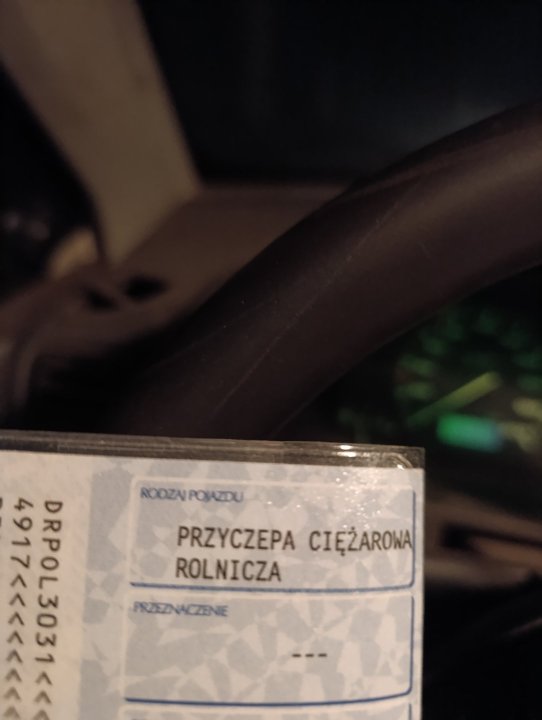 RODZAJ POJAZDU
PRZYCZEPA CIĘŻAROWA
ROLNICZA
PRZEZNACZENIE
---
DRPOL3031<<
4917<<<<<<<